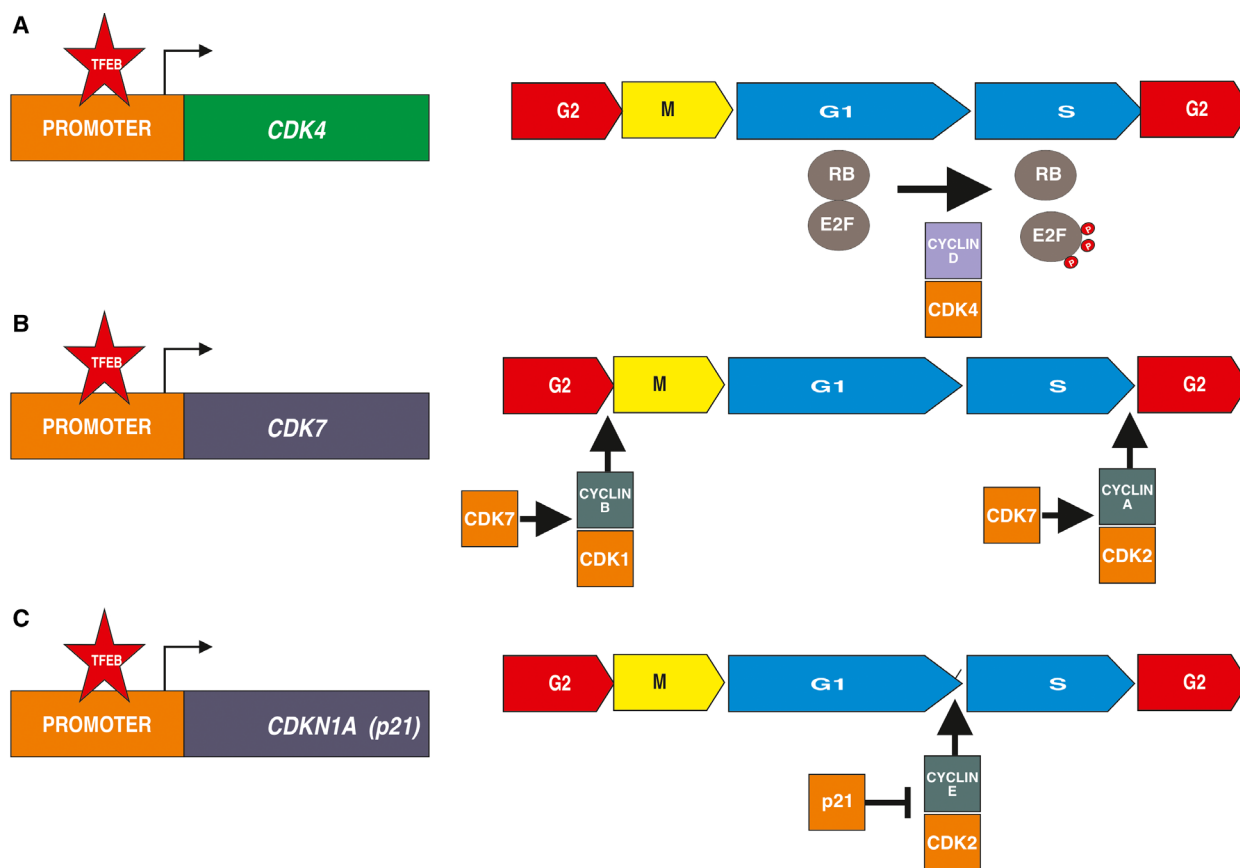 A
TFEB
PROMOTER
CDK4
G2
M
G1
S
G2
RB
E2F
RB
E2F
P
P
P
CYCLIN
D
CDK4
B
TFEB
PROMOTER
CDK7
G2
M
G1
S
G2
CDK7
CYCLIN
B
CDK1
CDK7
CYCLIN
A
CDK2
C
TFEB
PROMOTER
CDKN1A (p21)
G2
M
G1
S
G2
p21
CYCLIN
E
CDK2